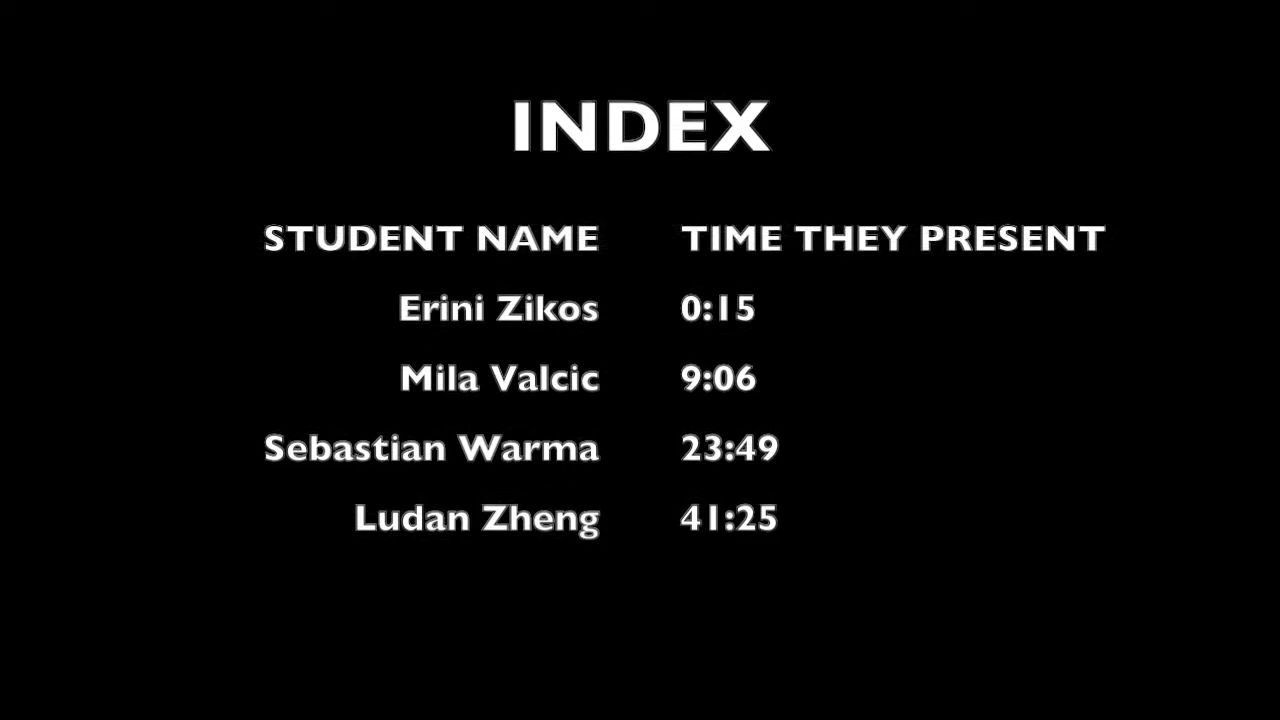 INDEX
STUDENT NAME TIME THEY PRESENT
Erini Zikos 0:15
Mila Valcic 9:06
Sebastian Warma 23:49
Ludan Zheng 41:25